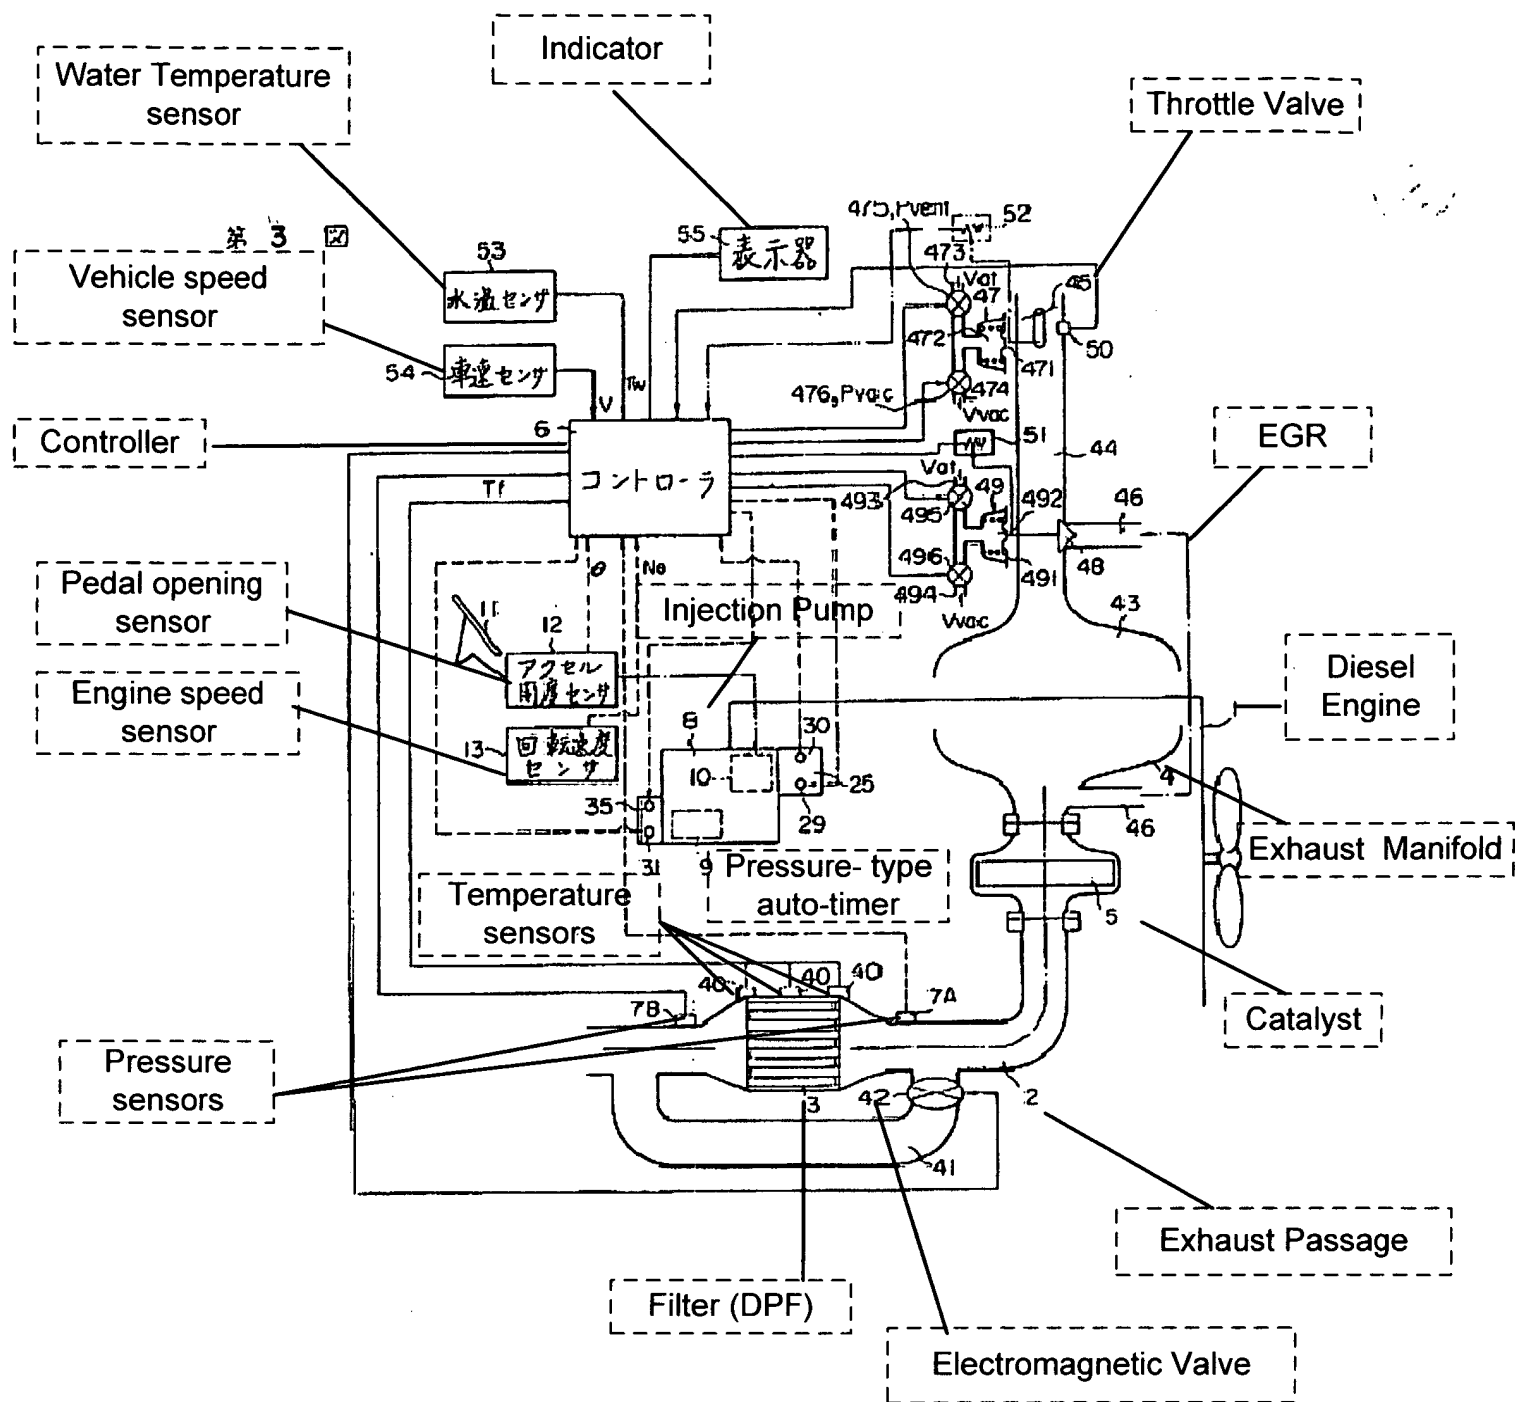 Indicator
Water Temperature
sensor
Throttle Valve
475,Pvent
52
第 3 図
53
55
表示器
473
Vat
47
45
Vehicle speed
sensor
水温センサ
472
471
50
54
車速センサ
Tw
V
476,Pvac
474
Vvac
6
51
Controller
EGR
コントローラ
44
Tf
Vat
493
49
492
46
495
496
48
θ
Ne
491
494
Pedal opening
sensor
Injection Pump
Vvac
11
12
43
アクセル
開度センサ
Diesel
Engine
Engine speed
sensor
8
30
1
13
回転速度
センサ
10
25
4
35
29
46
31
9
Exhaust Manifold
Pressure- type
auto-timer
Temperature
sensors
5
40
40
40
7B
7A
Catalyst
Pressure
sensors
3
42
2
41
Exhaust Passage
Filter (DPF)
Electromagnetic Valve